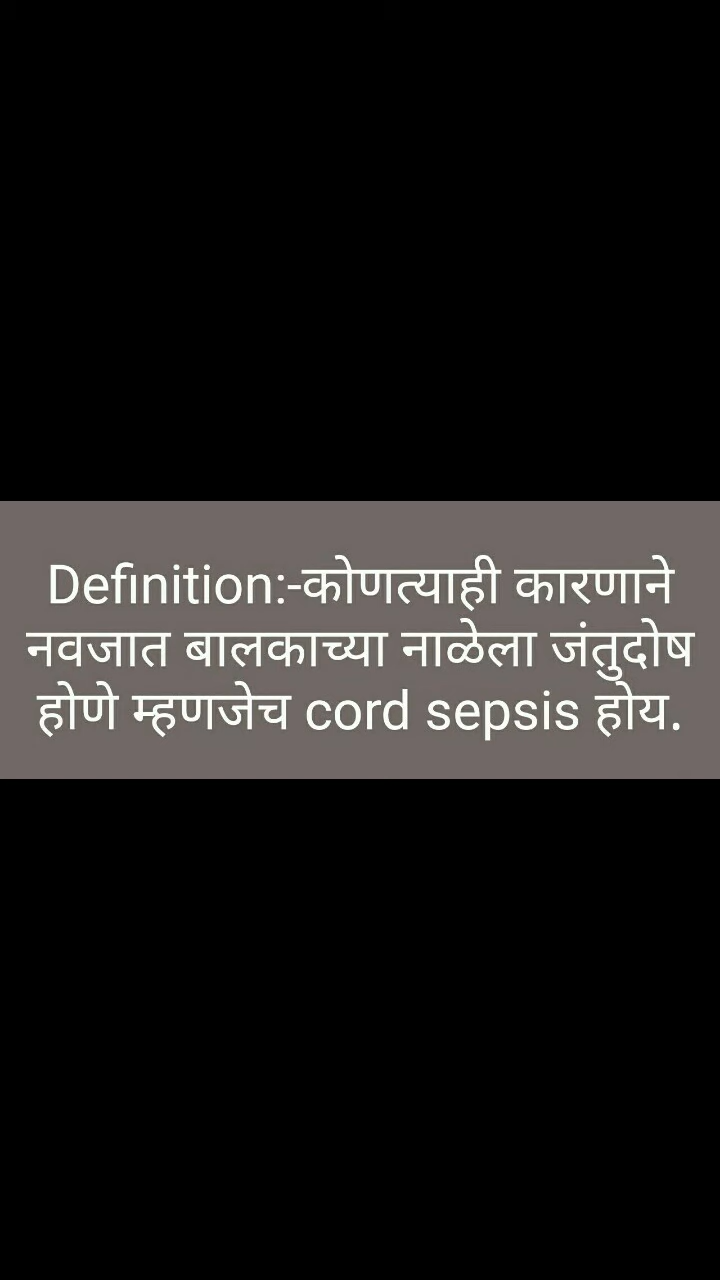 Definition:-कोणत्याही कारणाने
नवजात बालकाच्या नाळेला जंतुदोष
होणे म्हणजेच cord sepsis होय.